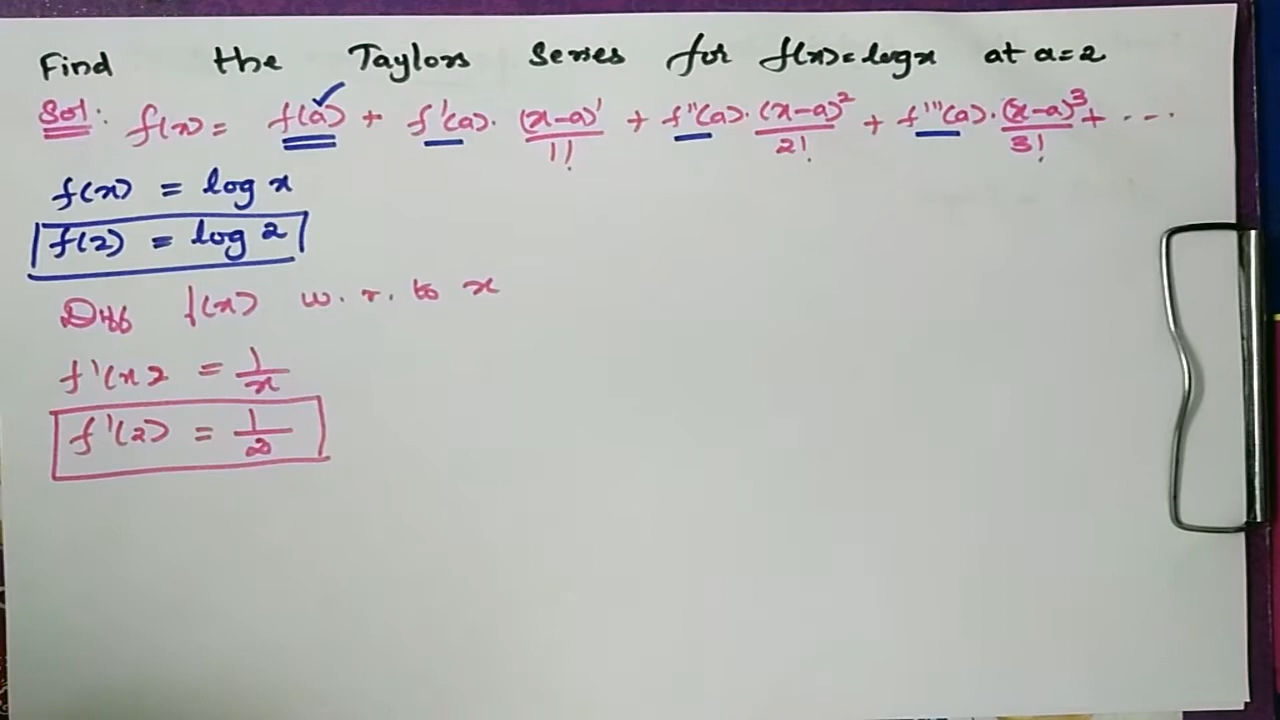 Find the Taylors Series for f(x)=logx at a=2
Sol: f(x) = f(a) + f'(a). (x-a)'/1! + f''(a). (x-a)²/2! + f'''(a). (x-a)³/3! + ...
f(x) = log x
f(2) = log 2
Diff f(x) w.r. to x
f'(x) = 1/x
f'(2) = 1/2